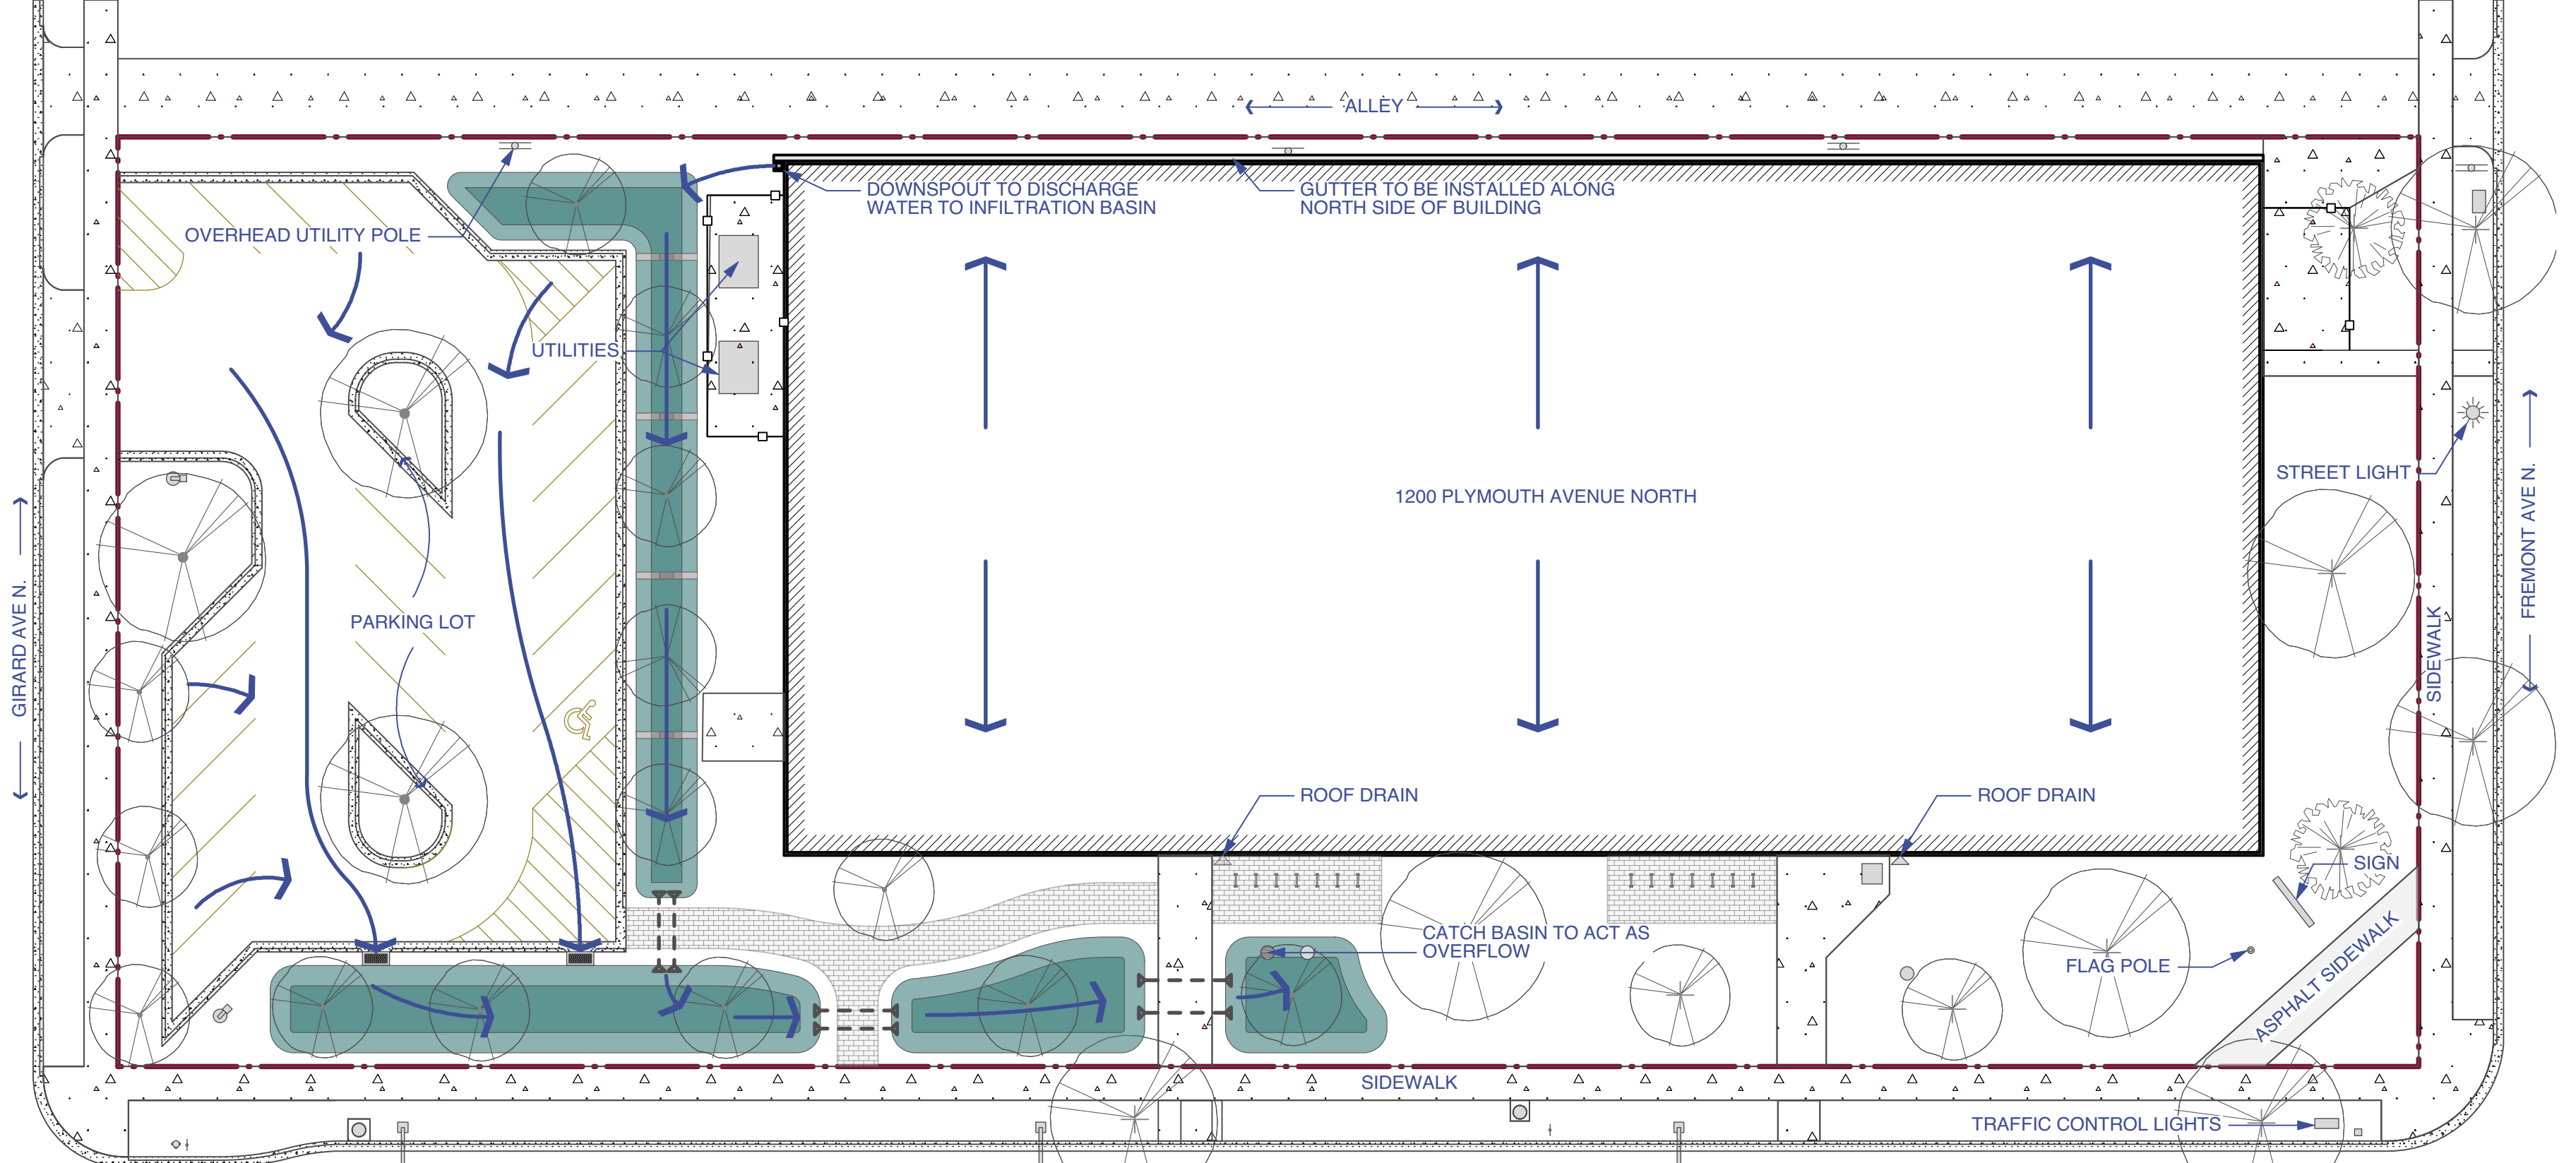 ALLEY
DOWNSPOUT TO DISCHARGE
WATER TO INFILTRATION BASIN
GUTTER TO BE INSTALLED ALONG
NORTH SIDE OF BUILDING
OVERHEAD UTILITY POLE
UTILITIES
STREET LIGHT
1200 PLYMOUTH AVENUE NORTH
FREMONT AVE N.
GIRARD AVE N.
PARKING LOT
SIDEWALK
ROOF DRAIN
ROOF DRAIN
SIGN
CATCH BASIN TO ACT AS
OVERFLOW
FLAG POLE
ASPHALT SIDEWALK
SIDEWALK
TRAFFIC CONTROL LIGHTS